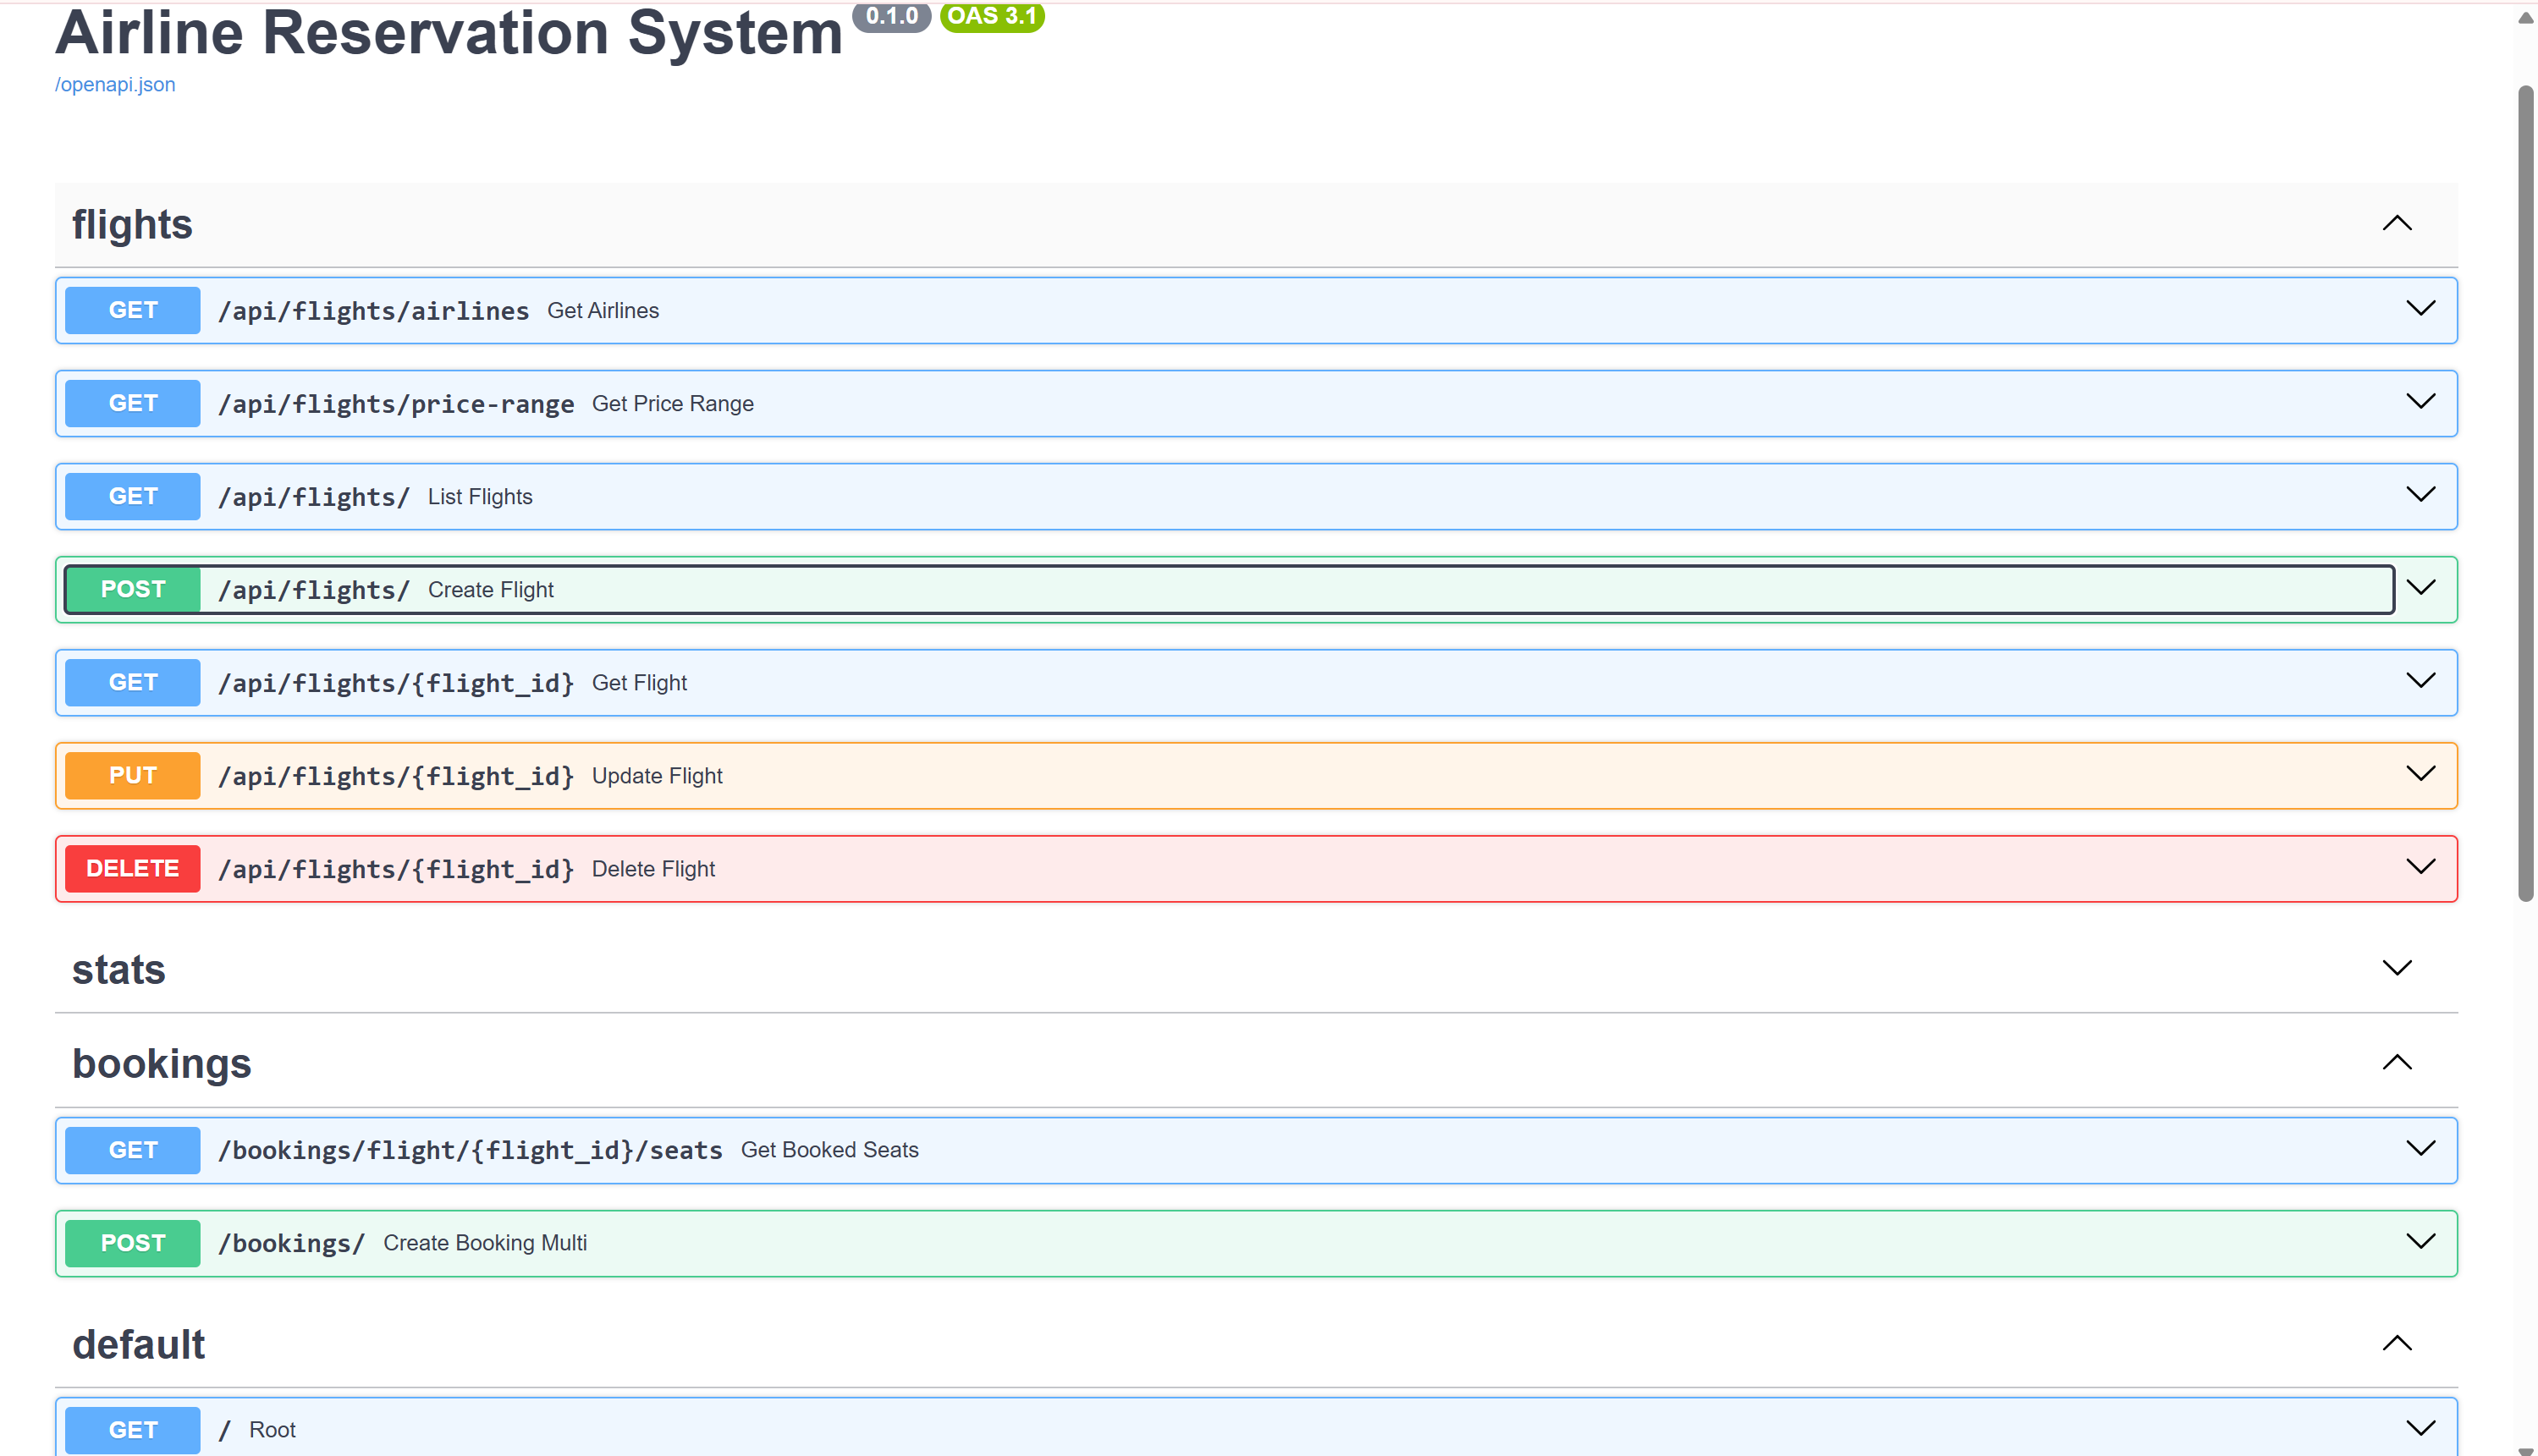 Airline Reservation System 0.1.0 OAS 3.1
/openapi.json
flights
GET /api/flights/airlines Get Airlines
GET /api/flights/price-range Get Price Range
GET /api/flights/ List Flights
POST /api/flights/ Create Flight
GET /api/flights/{flight_id} Get Flight
PUT /api/flights/{flight_id} Update Flight
DELETE /api/flights/{flight_id} Delete Flight
stats
bookings
GET /bookings/flight/{flight_id}/seats Get Booked Seats
POST /bookings/ Create Booking Multi
default
GET / Root